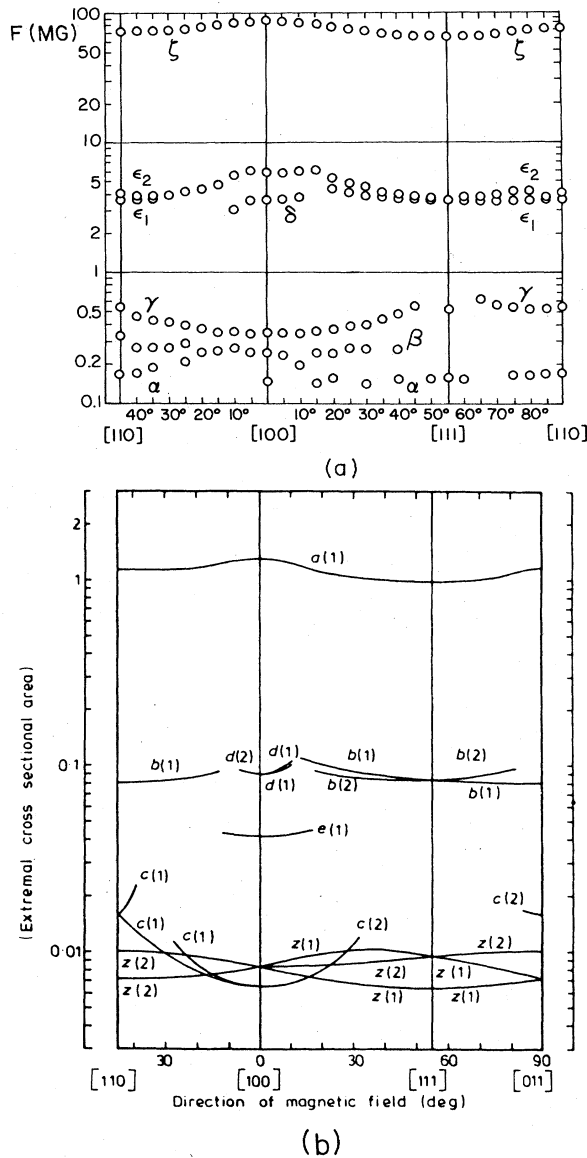 F (MG)
100
50
20
10
5
2
1
0.5
0.2
0.1
ζ
ζ
ϵ2
ϵ1
δ
ϵ2
ϵ1
γ
α
β
α
γ
40° 30° 20° 10° 10° 20° 30° 40° 50° 60° 70° 80°
[110] [100] [111] [110]
(a)
(Extremal cross sectional area)
2
1
0·1
0·01
a(1)
b(1) d(2) d(1) b(1) b(2)
d(1) b(2) b(1)
e(1)
c(1)
c(1) c(1) c(2) c(2)
z(2) z(1) z(2)
z(2) z(2) z(1)
z(1) z(1)
30 0 30 60 90
[110] [100] [111] [011]
Direction of magnetic field (deg)
(b)